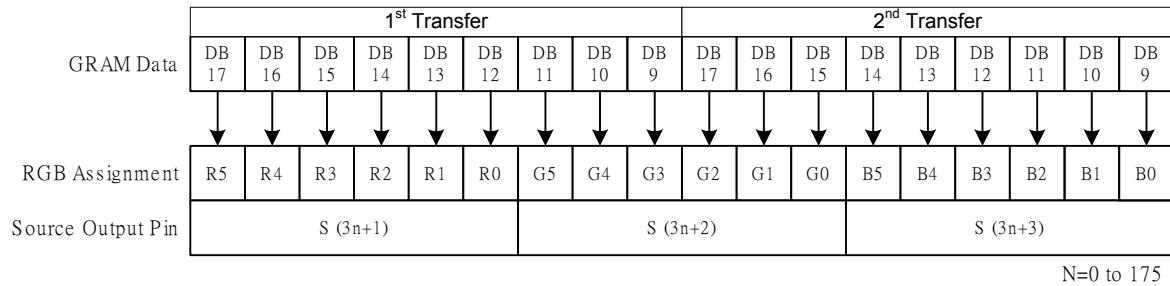 1st Transfer 2nd Transfer
GRAM Data DB 17 DB 16 DB 15 DB 14 DB 13 DB 12 DB 11 DB 10 DB 9 DB 17 DB 16 DB 15 DB 14 DB 13 DB 12 DB 11 DB 10 DB 9
RGB Assignment R5 R4 R3 R2 R1 R0 G5 G4 G3 G2 G1 G0 B5 B4 B3 B2 B1 B0
Source Output Pin S (3n+1) S (3n+2) S (3n+3)
N=0 to 175